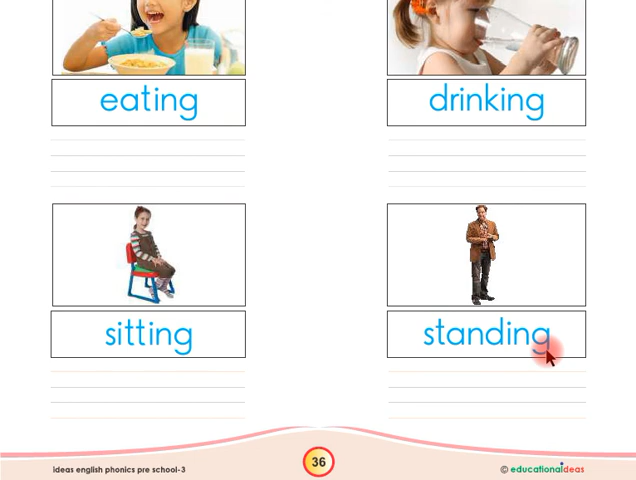 eating
drinking
sitting
standing
ideas english phonics pre school-3
36
© educationalideas